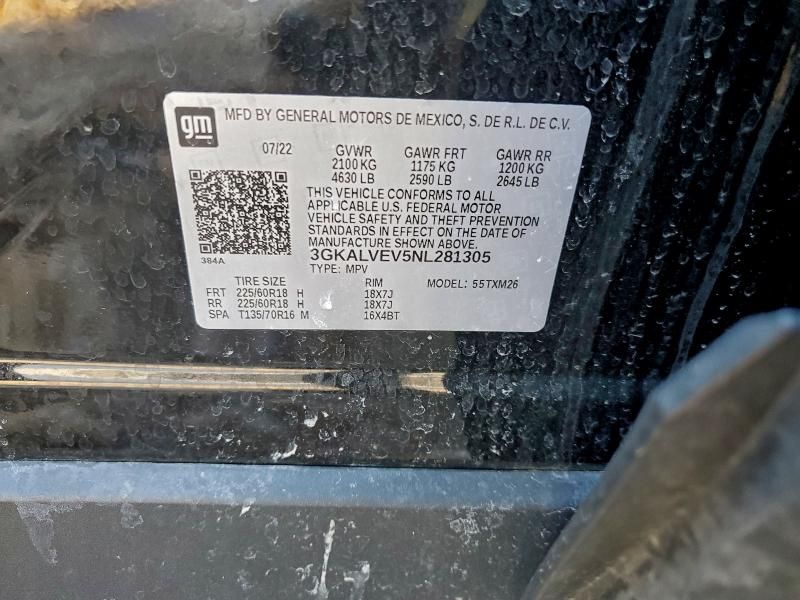 gm
MFD BY GENERAL MOTORS DE MEXICO, S. DE R.L. DE C.V.
07/22 GVWR GAWR FRT GAWR RR
2100 KG 1175 KG 1200 KG
4630 LB 2590 LB 2645 LB
THIS VEHICLE CONFORMS TO ALL
APPLICABLE U.S. FEDERAL MOTOR
VEHICLE SAFETY AND THEFT PREVENTION
STANDARDS IN EFFECT ON THE DATE OF
MANUFACTURE SHOWN ABOVE.
384A 3GKALVEV5NL281305
TYPE: MPV MODEL: 55TXM26
TIRE SIZE RIM
FRT 225/60R18 H 18X7J
RR 225/60R18 H 18X7J
SPA T135/70R16 M 16X4BT